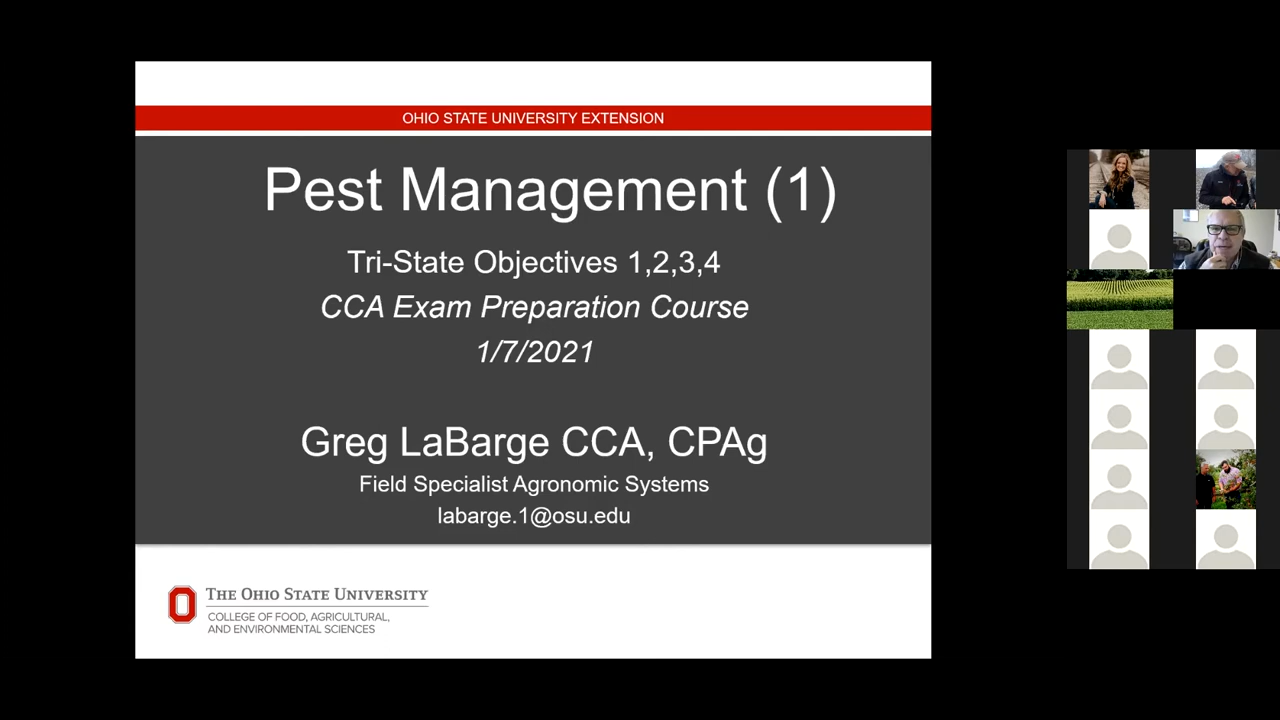 OHIO STATE UNIVERSITY EXTENSION
Pest Management (1)
Tri-State Objectives 1,2,3,4
CCA Exam Preparation Course
1/7/2021
Greg LaBarge CCA, CPAg
Field Specialist Agronomic Systems
labarge.1@osu.edu
THE OHIO STATE UNIVERSITY
COLLEGE OF FOOD, AGRICULTURAL,
AND ENVIRONMENTAL SCIENCES